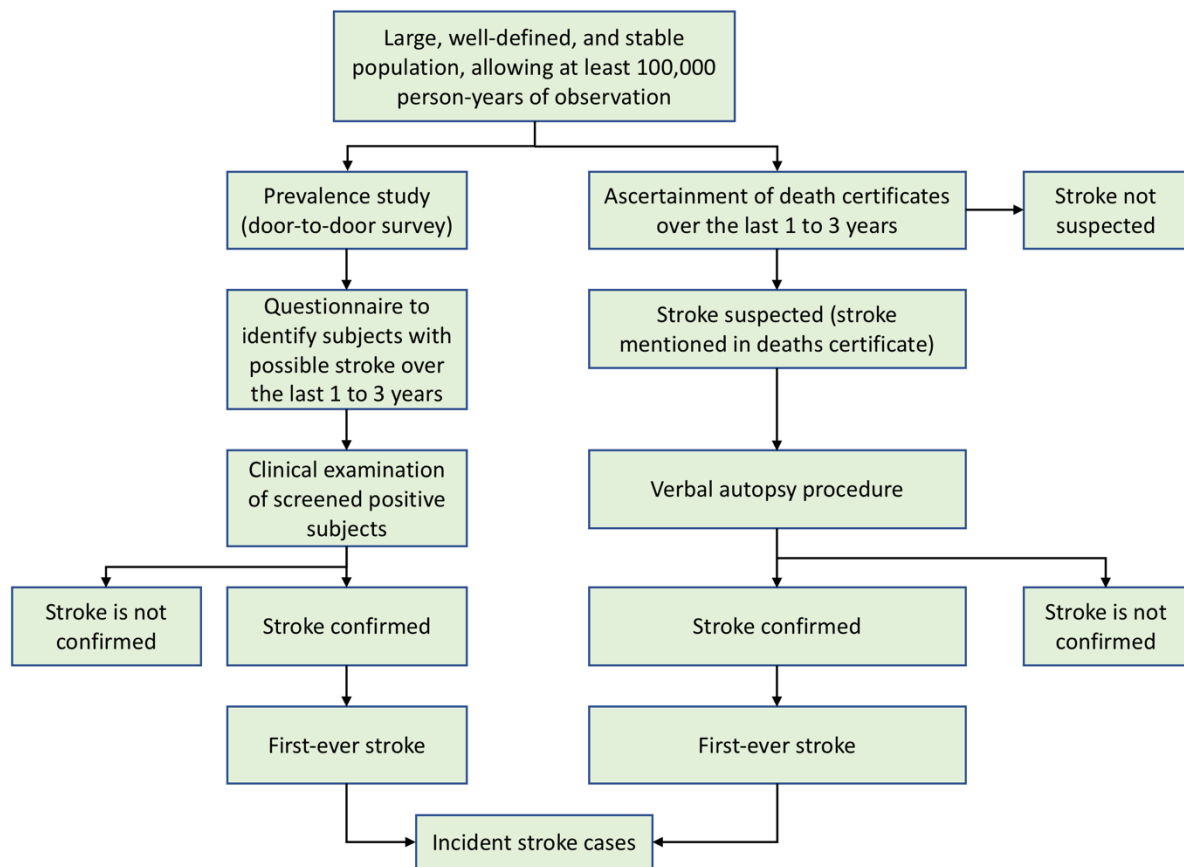 Large, well-defined, and stable
population, allowing at least 100,000
person-years of observation
Prevalence study
(door-to-door survey)
Ascertainment of death certificates
over the last 1 to 3 years
Stroke not
suspected
Questionnaire to
identify subjects with
possible stroke over
the last 1 to 3 years
Stroke suspected (stroke
mentioned in deaths certificate)
Clinical examination
of screened positive
subjects
Verbal autopsy procedure
Stroke is not
confirmed
Stroke confirmed
Stroke confirmed
Stroke is not
confirmed
First-ever stroke
First-ever stroke
Incident stroke cases